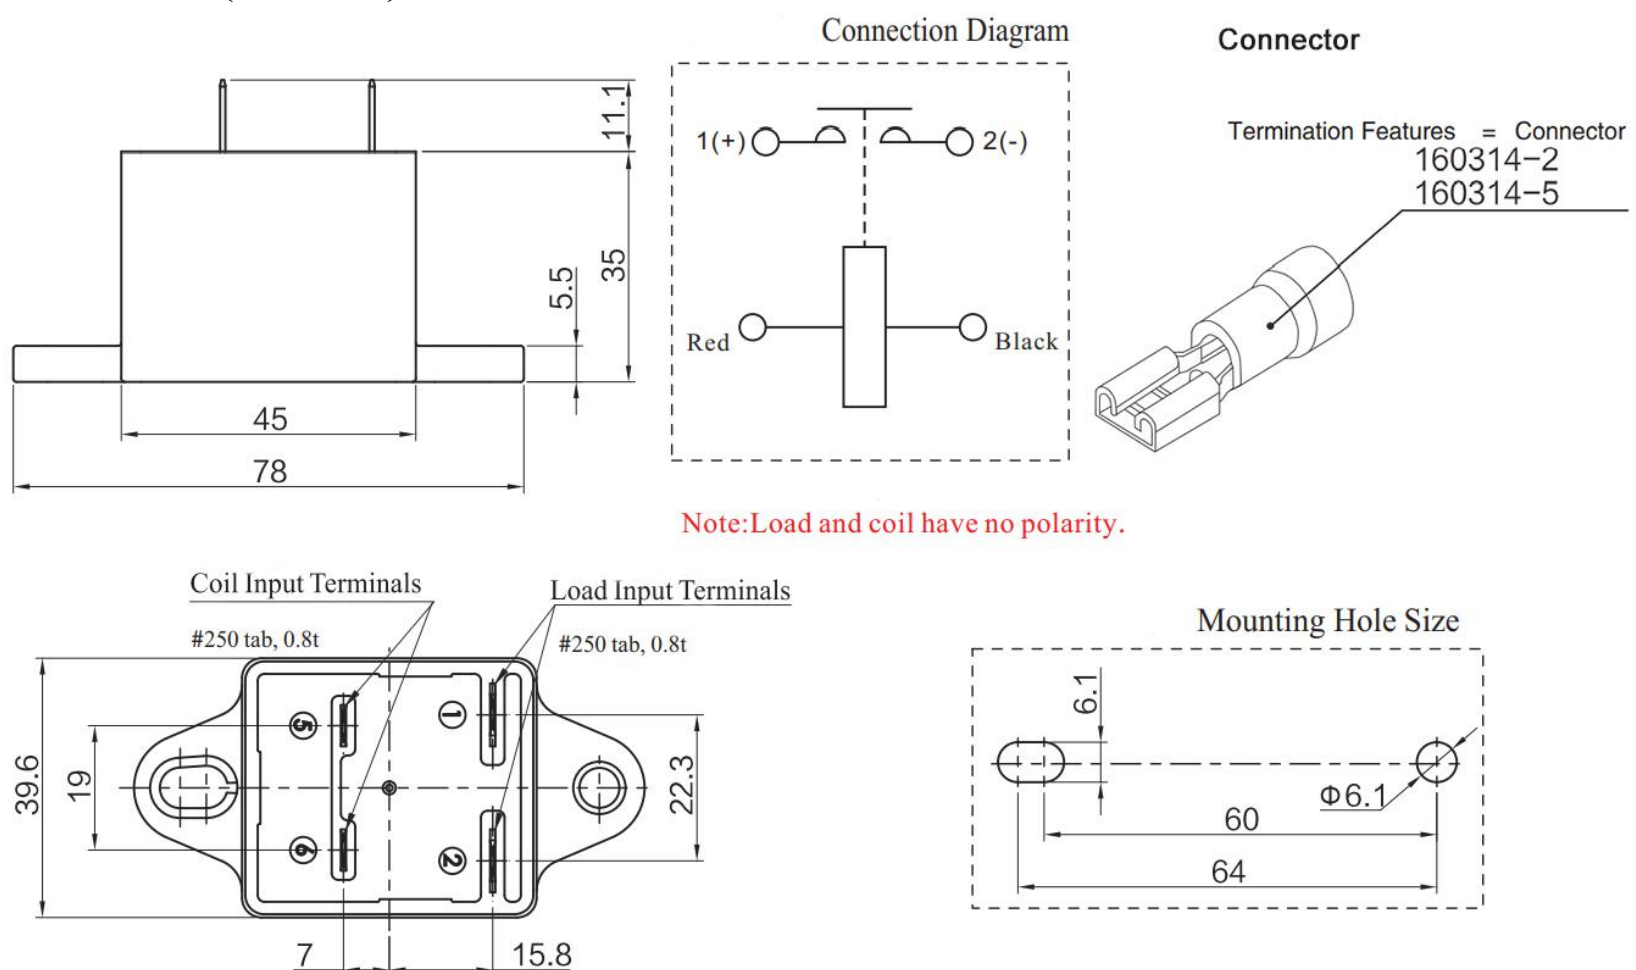 Connection Diagram
Connector
11.1
1(+)
2(-)
Termination Features = Connector
160314-2
160314-5
35
5.5
Red
Black
45
78
Note:Load and coil have no polarity.
Coil Input Terminals
Load Input Terminals
#250 tab, 0.8t
#250 tab, 0.8t
Mounting Hole Size
39.6
19
5
1
6
2
22.3
6.1
Φ6.1
60
64
7
15.8